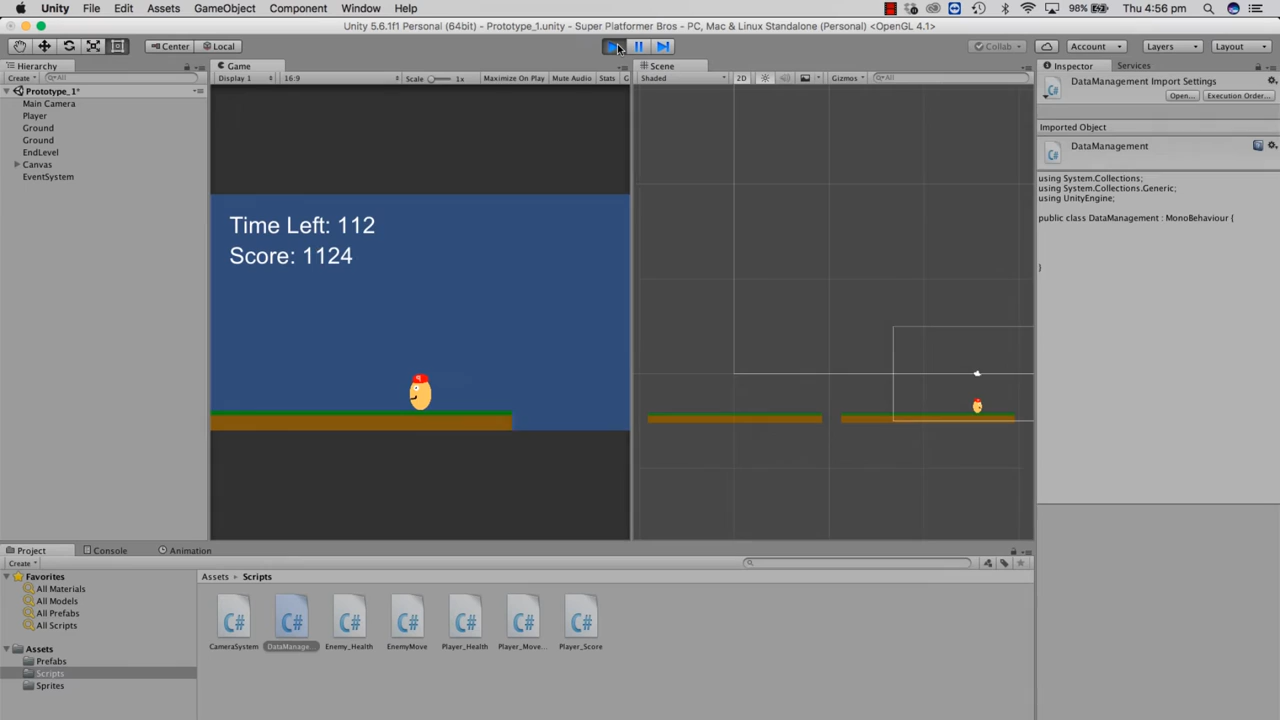 Unity File Edit Assets GameObject Component Window Help 98% Thu 4:56 pm
Unity 5.6.1f1 Personal (64bit) - Prototype_1.unity - Super Platformer Bros - PC, Mac & Linux Standalone (Personal) <OpenGL 4.1>
Center Local Collab Account Layers Layout
Hierarchy Game Scene Inspector Services
Create All Display 1 16:9 Scale 1x Maximize On Play Mute Audio Stats G Shaded 2D Gizmos All
DataManagement Import Settings
Open... Execution Order...
Prototype_1*
Main Camera
Player
Ground
Ground
EndLevel
Canvas
EventSystem
Time Left: 112
Score: 1124
Imported Object
DataManagement
using System.Collections;
using System.Collections.Generic;
using UnityEngine;
public class DataManagement : MonoBehaviour {
}
Project Console Animation
Create
Favorites
All Materials
All Models
All Prefabs
All Scripts
Assets
Prefabs
Scripts
Sprites
Assets Scripts
C# C# C# C# C# C# C#
CameraSystem DataManage... Enemy_Health EnemyMove Player_Health Player_Move... Player_Score